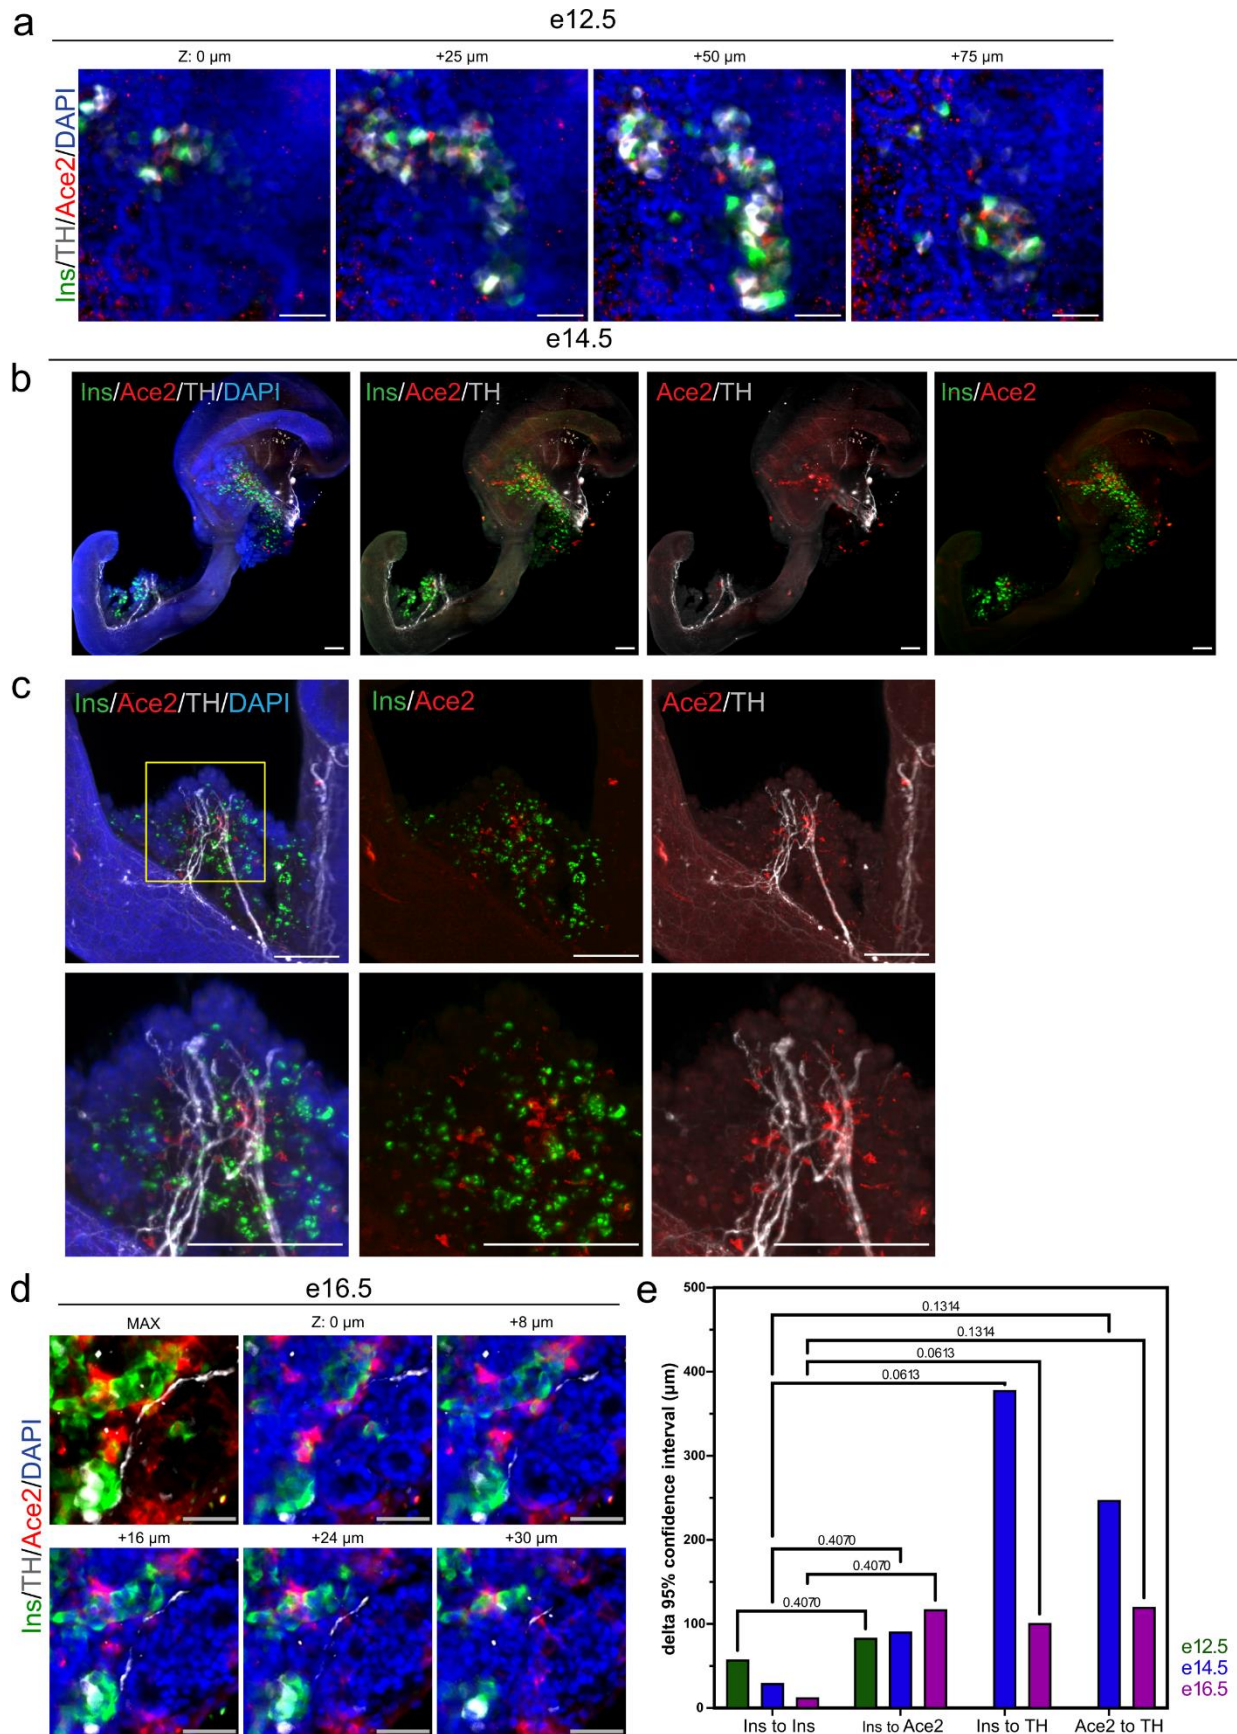 a
e12.5
Z: 0 µm
+25 µm
+50 µm
+75 µm
Ins/TH/Ace2/DAPI
e14.5
b
Ins/Ace2/TH/DAPI
Ins/Ace2/TH
Ace2/TH
Ins/Ace2
c
Ins/Ace2/TH/DAPI
Ins/Ace2
Ace2/TH
d
e16.5
MAX
Z: 0 µm
+8 µm
+16 µm
+24 µm
+30 µm
Ins/TH/Ace2/DAPI
e
delta 95% confidence interval (µm)
500
400
300
200
100
0
0.1314
0.1314
0.0613
0.0613
0.4070
0.4070
0.4070
Ins to Ins
Ins to Ace2
Ins to TH
Ace2 to TH
e12.5
e14.5
e16.5